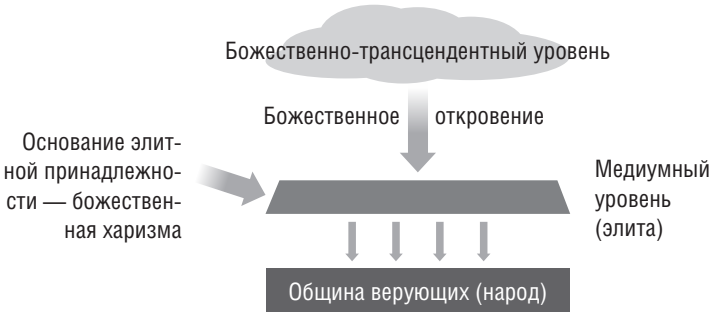 Божественно-трансцендентный уровень
Божественное откровение
Основание элит-
ной принадлежно-
сти — божествен-
ная харизма
Медиумный
уровень
(элита)
Община верующих (народ)